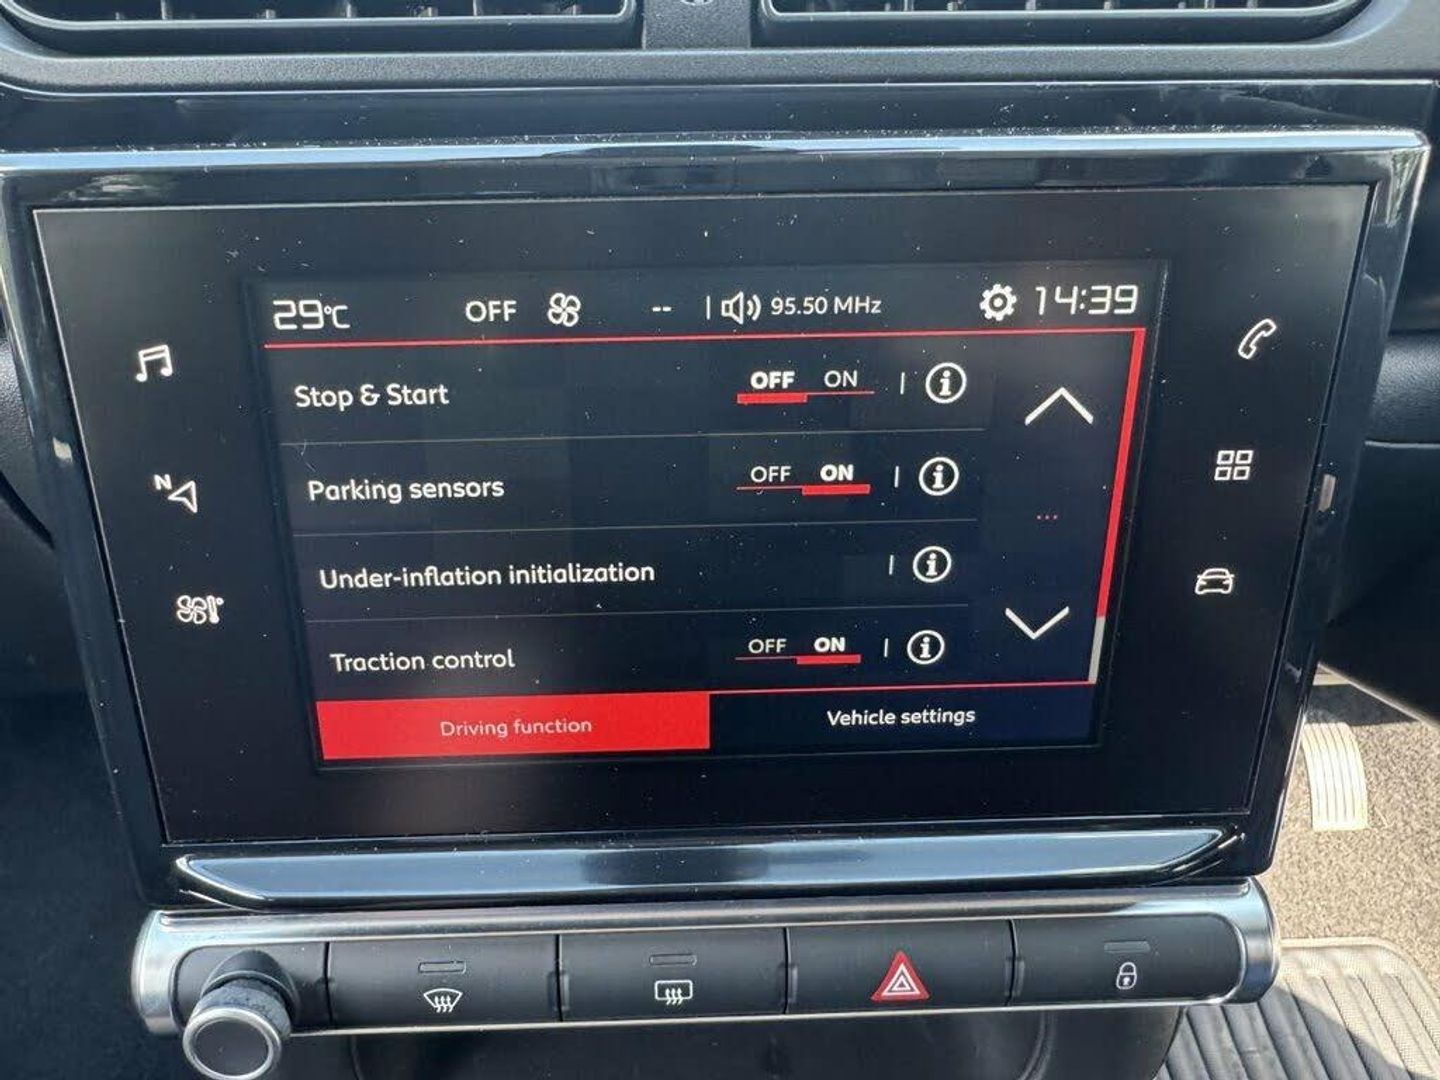 29°C OFF -- 95.50 MHz 14:39
Stop & Start OFF ON
Parking sensors OFF ON
Under-inflation initialization
Traction control OFF ON
Driving function Vehicle settings
N